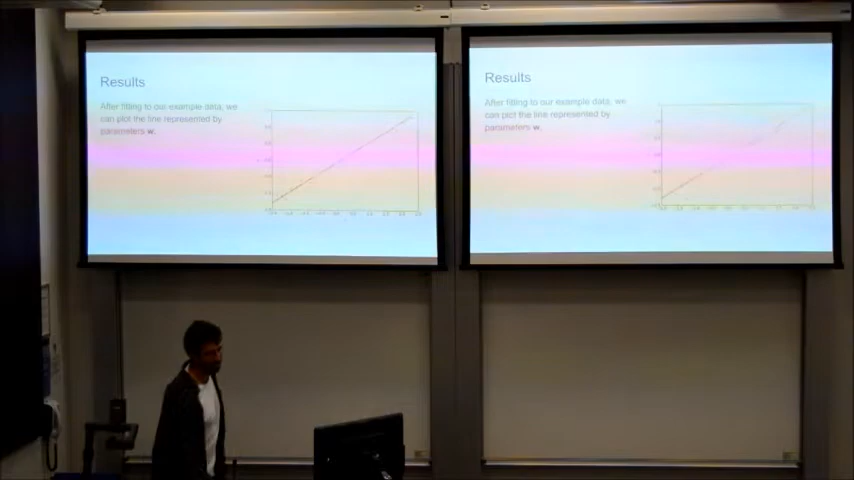 Results
After fitting to our example data, we
can plot the line represented by
parameters w.
Results
After fitting to our example data, we
can plot the line represented by
parameters w.